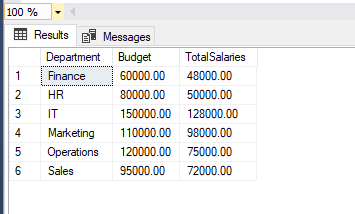 100 %
Results Messages
Department Budget TotalSalaries
1 Finance 60000.00 48000.00
2 HR 80000.00 50000.00
3 IT 150000.00 128000.00
4 Marketing 110000.00 98000.00
5 Operations 120000.00 75000.00
6 Sales 95000.00 72000.00